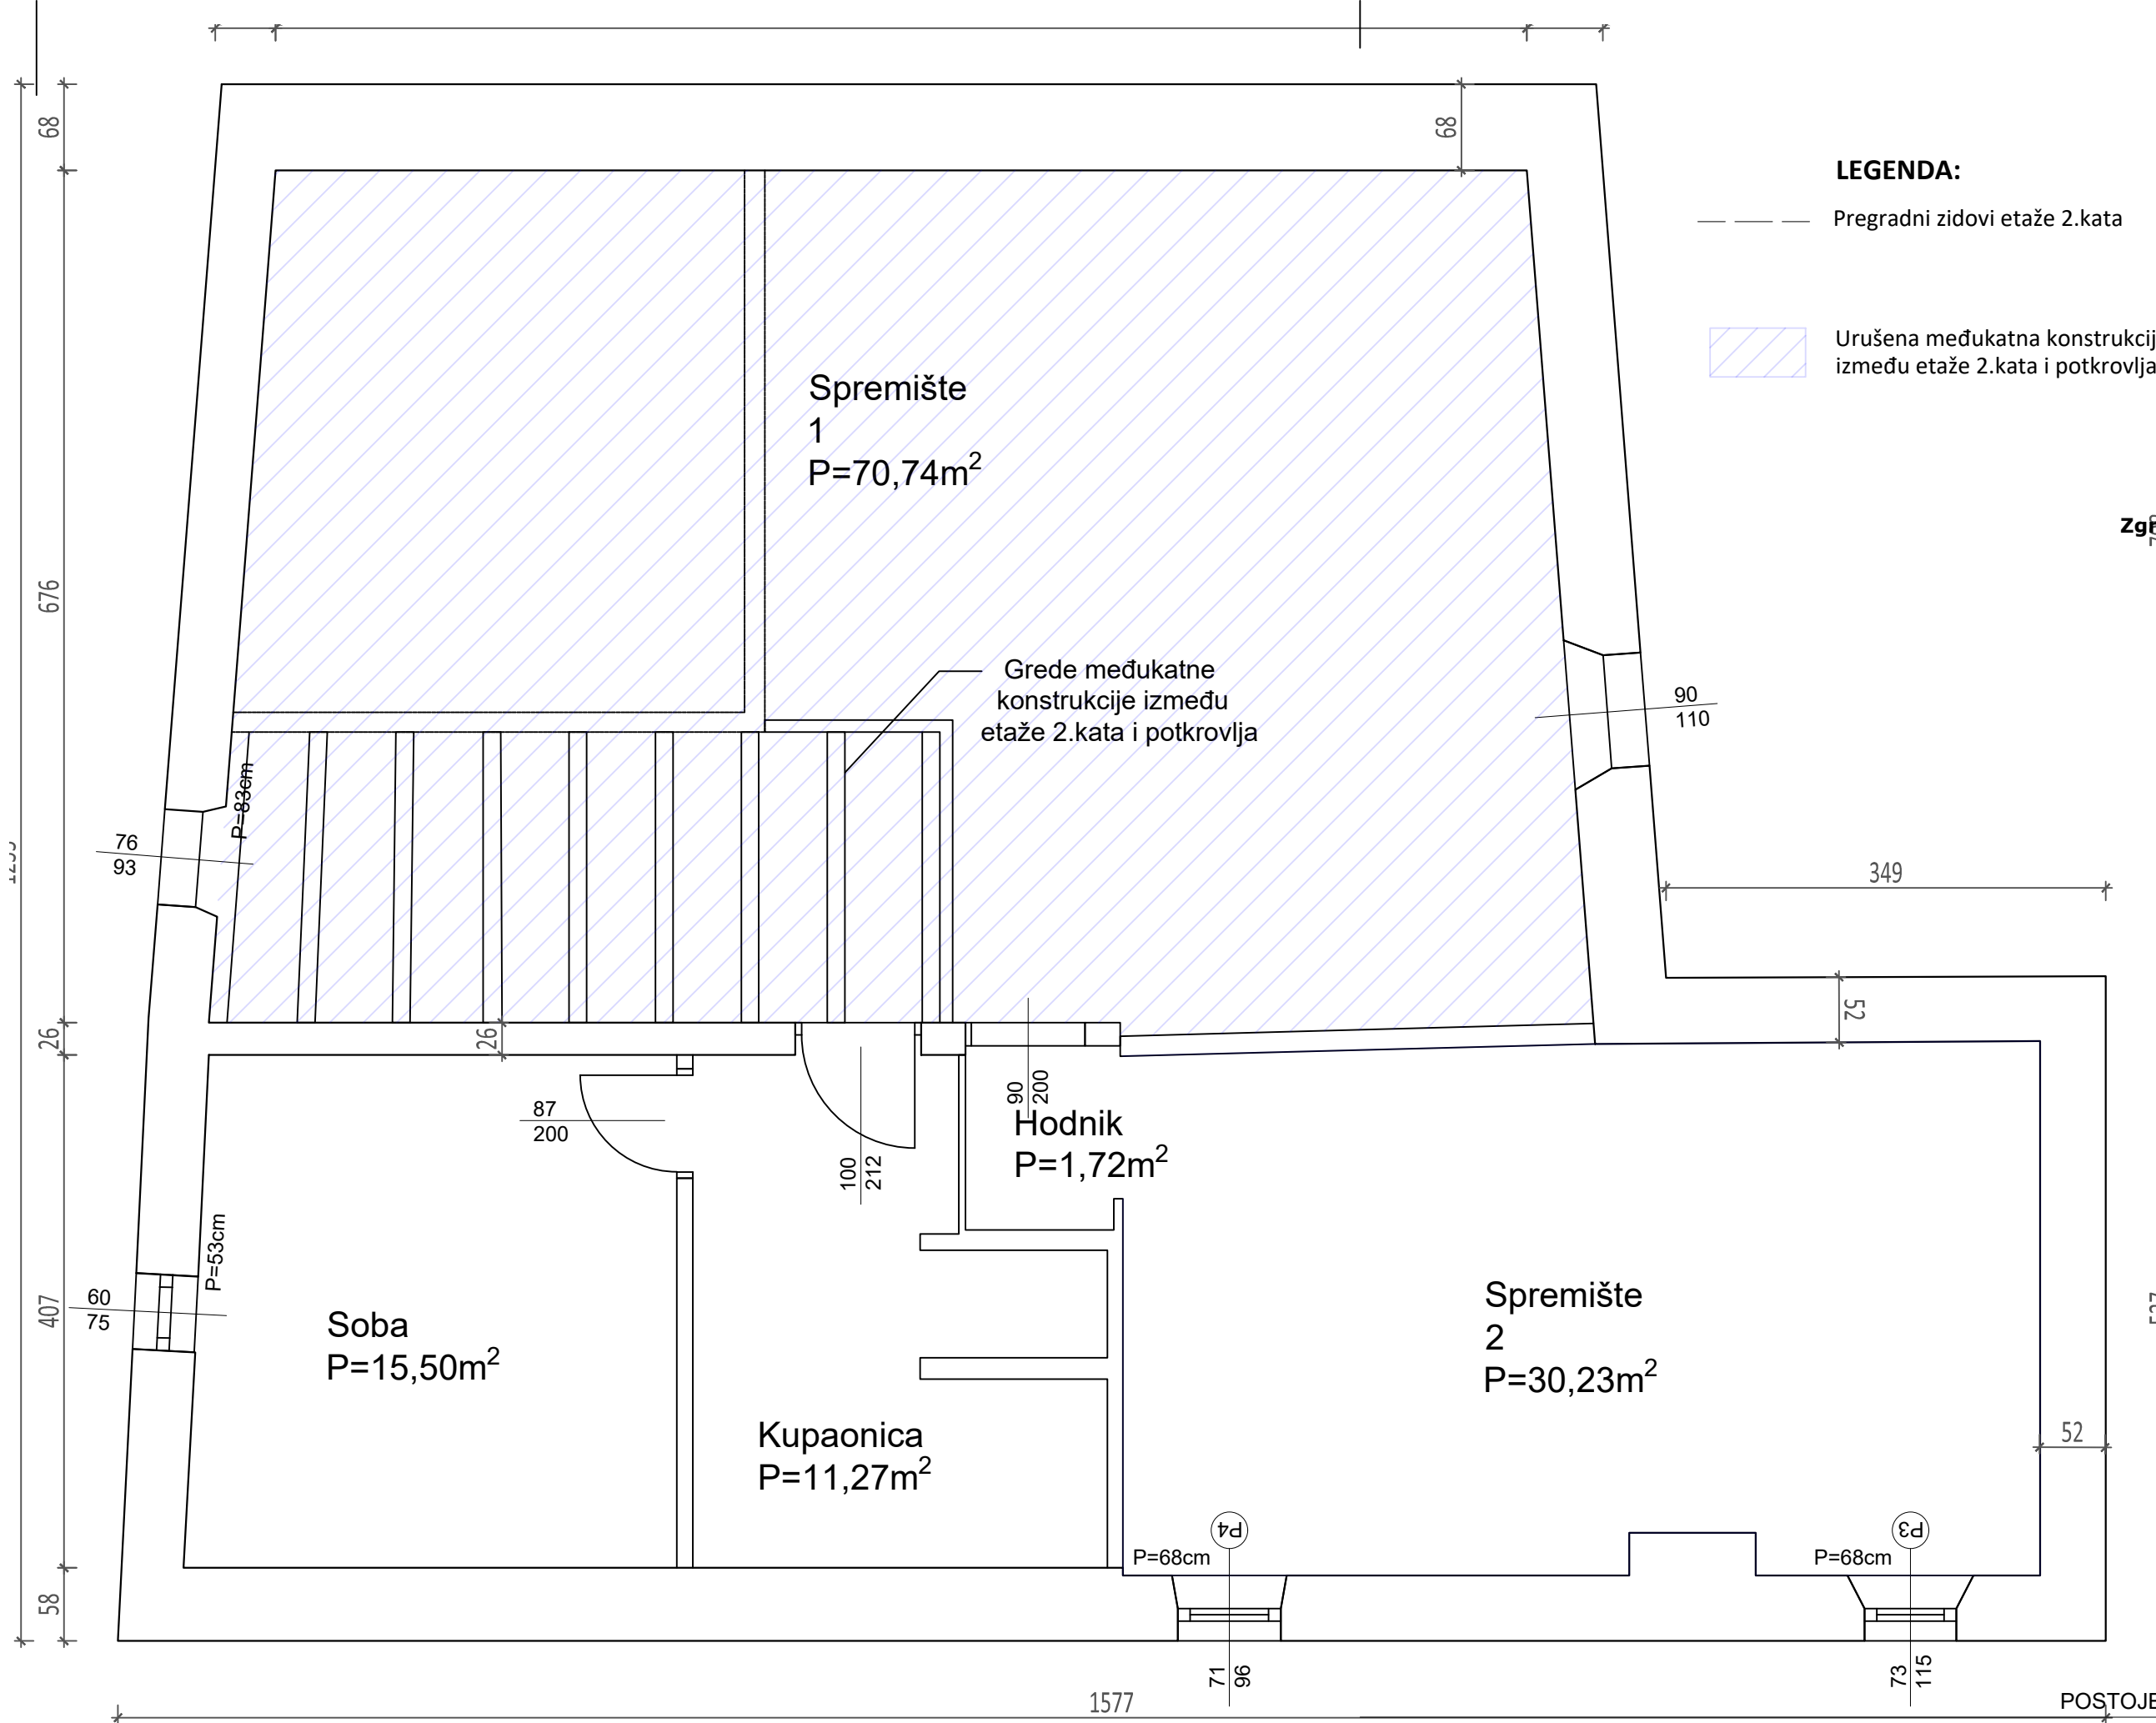 68
68
LEGENDA:
Pregradni zidovi etaže 2.kata
Urušena međukatna konstrukcij
između etaže 2.kata i potkrovlja
Spremište
1
P=70,74m²
Zgr
676
Grede međukatne
konstrukcije između
etaže 2.kata i potkrovlja
90
110
P=83cm
76
93
349
52
26
26
90
200
87
200
100
212
Hodnik
P=1,72m²
P=53cm
60
75
407
Soba
P=15,50m²
Spremište
2
P=30,23m²
Kupaonica
P=11,27m²
52
P4
P3
P=68cm
P=68cm
58
71
96
73
115
1577
POSTOJE